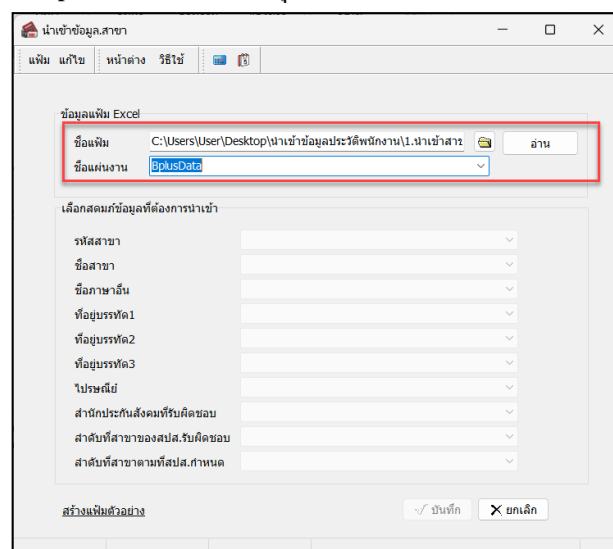 นำเข้าข้อมูล.สาขา
แฟ้ม แก้ไข หน้าต่าง วิธีใช้
ข้อมูลแฟ้ม Excel
ชื่อแฟ้ม C:\Users\User\Desktop\นำเข้าข้อมูลประวัติพนักงาน\1.นำเข้าสาข อ่าน
ชื่อแผ่นงาน BplusData
เลือกสดมภ์ข้อมูลที่ต้องการนำเข้า
รหัสสาขา
ชื่อสาขา
ชื่อภาษาอื่น
ที่อยู่บรรทัด1
ที่อยู่บรรทัด2
ที่อยู่บรรทัด3
ไปรษณีย์
สำนักประกันสังคมที่รับผิดชอบ
ลำดับที่สาขาของสปส.รับผิดชอบ
ลำดับที่สาขาตามที่สปส.กำหนด
สร้างแฟ้มตัวอย่าง บันทึก ยกเลิก